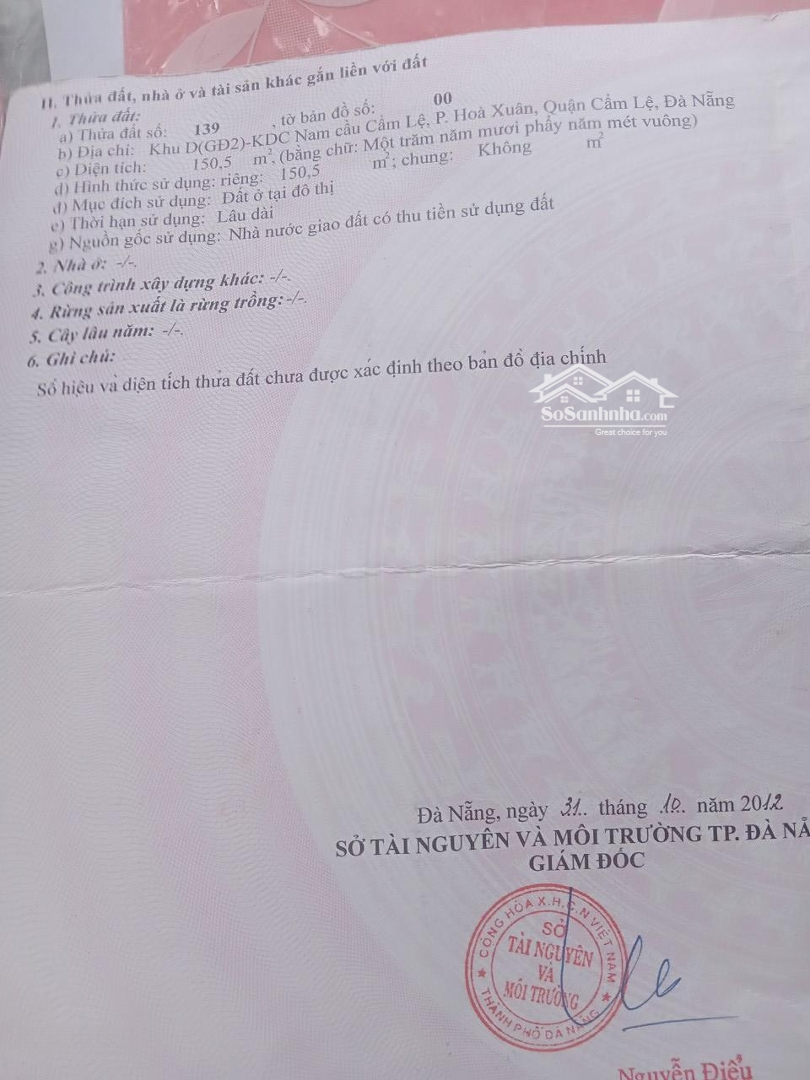 II. Thửa đất, nhà ở và tài sản khác gắn liền với đất
1. Thửa đất:
a) Thửa đất số: 139 , tờ bản đồ số: 00
b) Địa chỉ: Khu D(GĐ2)-KDC Nam cầu Cẩm Lệ, P. Hoà Xuân, Quận Cẩm Lệ, Đà Nẵng
c) Diện tích: 150,5 m², (bằng chữ: Một trăm năm mươi phẩy năm mét vuông)
d) Hình thức sử dụng: riêng: 150,5 m²; chung: Không m²
đ) Mục đích sử dụng: Đất ở tại đô thị
e) Thời hạn sử dụng: Lâu dài
g) Nguồn gốc sử dụng: Nhà nước giao đất có thu tiền sử dụng đất
2. Nhà ở: -/-.
3. Công trình xây dựng khác: -/-.
4. Rừng sản xuất là rừng trồng: -/-.
5. Cây lâu năm: -/-.
6. Ghi chú:
Số hiệu và diện tích thửa đất chưa được xác định theo bản đồ địa chính
SoSanhnha.com
Great choice for you
Đà Nẵng, ngày 31.. tháng .10.. năm 2012
SỞ TÀI NGUYÊN VÀ MÔI TRƯỜNG TP. ĐÀ NẴ
GIÁM ĐỐC
CỘNG HÒA X.H.C.N VIỆT NAM
SỞ
TÀI NGUYÊN
VÀ
MÔI TRƯỜNG
THÀNH PHỐ ĐÀ NẴNG
Nguyễn Điểu